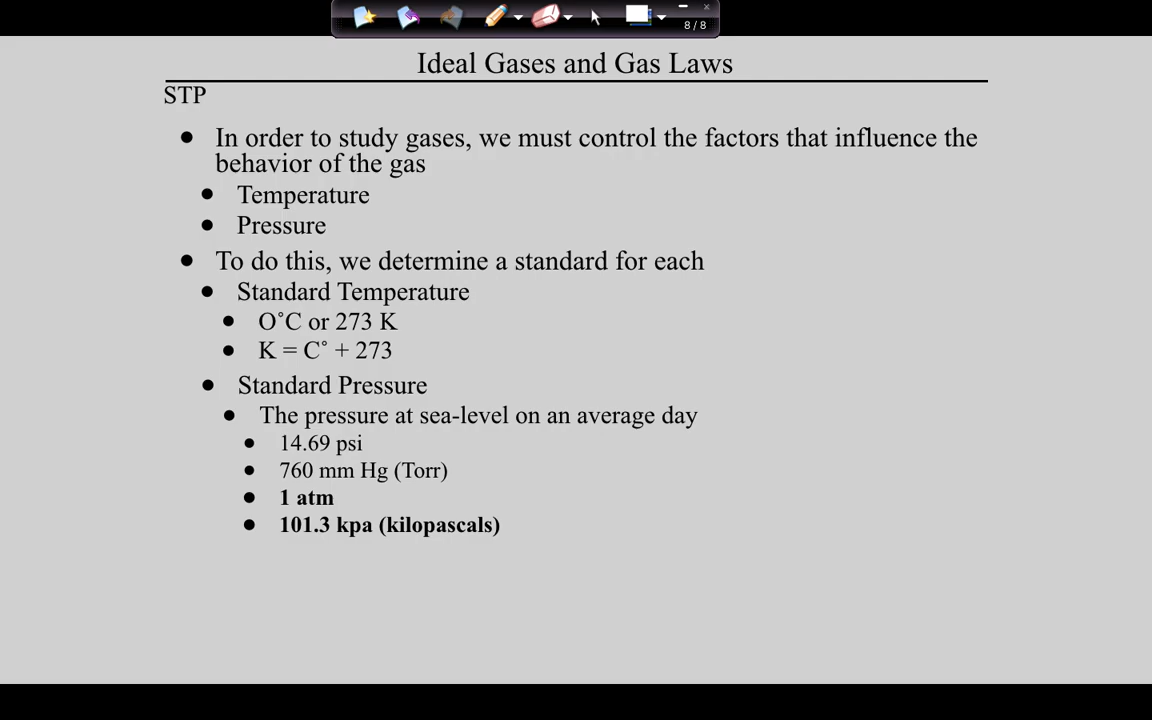 8 / 8
Ideal Gases and Gas Laws
STP
● In order to study gases, we must control the factors that influence the
behavior of the gas
● Temperature
● Pressure
● To do this, we determine a standard for each
● Standard Temperature
● O˚C or 273 K
● K = C˚ + 273
● Standard Pressure
● The pressure at sea-level on an average day
● 14.69 psi
● 760 mm Hg (Torr)
● 1 atm
● 101.3 kpa (kilopascals)